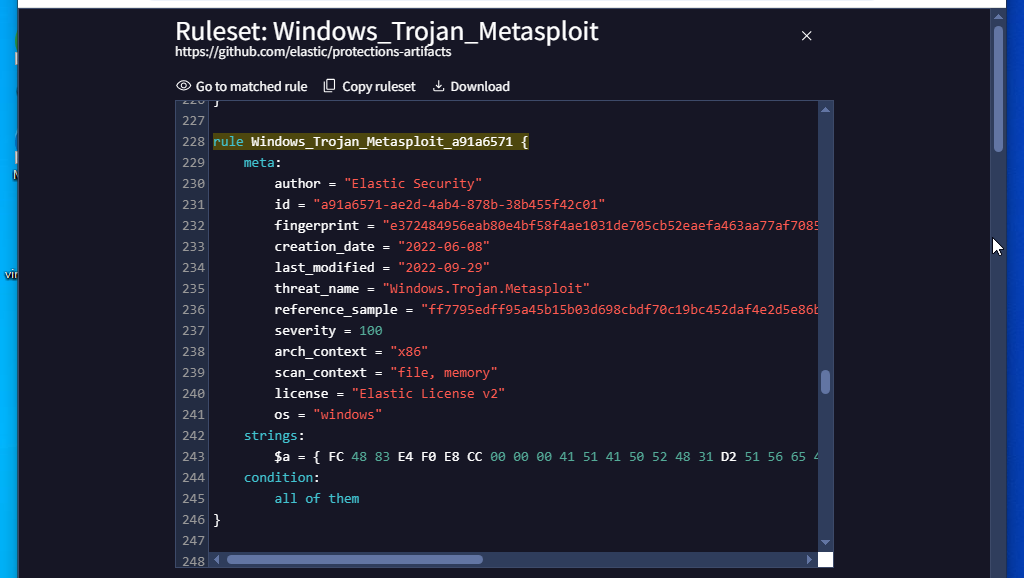 Ruleset: Windows_Trojan_Metasploit
https://github.com/elastic/protections-artifacts
Go to matched rule Copy ruleset Download
226 }
227
228 rule Windows_Trojan_Metasploit_a91a6571 {
229 meta:
230 author = "Elastic Security"
231 id = "a91a6571-ae2d-4ab4-878b-38b455f42c01"
232 fingerprint = "e372484956eab80e4bf58f4ae1031de705cb52eaefa463aa77af7085
233 creation_date = "2022-06-08"
234 last_modified = "2022-09-29"
235 threat_name = "Windows.Trojan.Metasploit"
236 reference_sample = "ff7795edff95a45b15b03d698cbdf70c19bc452daf4e2d5e86b
237 severity = 100
238 arch_context = "x86"
239 scan_context = "file, memory"
240 license = "Elastic License v2"
241 os = "windows"
242 strings:
243 $a = { FC 48 83 E4 F0 E8 CC 00 00 00 41 51 41 50 52 48 31 D2 51 56 65 4
244 condition:
245 all of them
246 }
247
248
vir